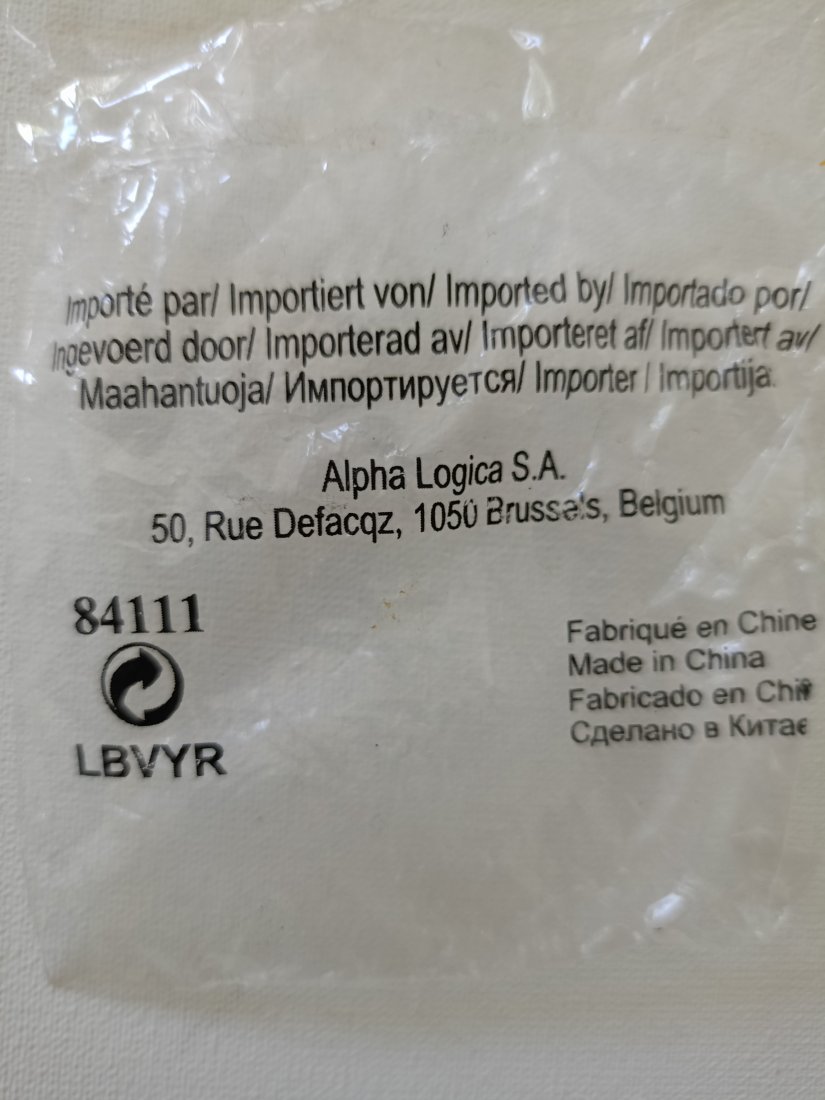 Importé par/ Importiert von/ Imported by/ Importado por/
Ingevoerd door/ Importerad av/ Importeret af/ Importert av/
Maahantuoja/ Импортируется/ Importer / Importija.
Alpha Logica S.A.
50, Rue Defacqz, 1050 Brussels, Belgium
84111
LBVYR
Fabriqué en Chine
Made in China
Fabricado en
Сделано в Китае